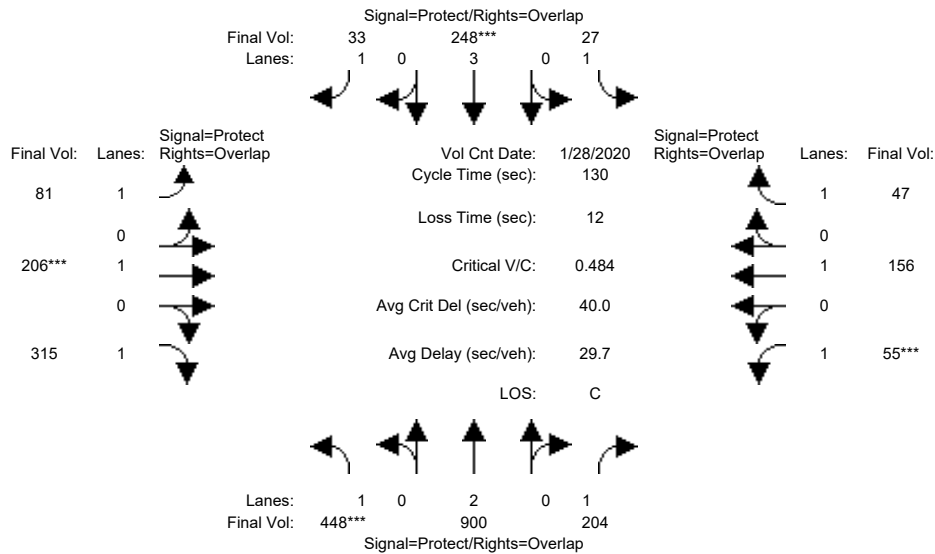 Signal=Protect/Rights=Overlap
Final Vol: 33 248*** 27
Lanes: 1 0 3 0 1
Signal=Protect
Final Vol: Lanes: Rights=Overlap
Vol Cnt Date: 1/28/2020
Signal=Protect
Rights=Overlap Lanes: Final Vol:
Cycle Time (sec): 130
81 1
1 47
Loss Time (sec): 12
0
0
206*** 1
Critical V/C: 0.484
1 156
0
Avg Crit Del (sec/veh): 40.0
0
315 1
Avg Delay (sec/veh): 29.7
1 55***
LOS: C
Lanes: 1 0 2 0 1
Final Vol: 448*** 900 204
Signal=Protect/Rights=Overlap